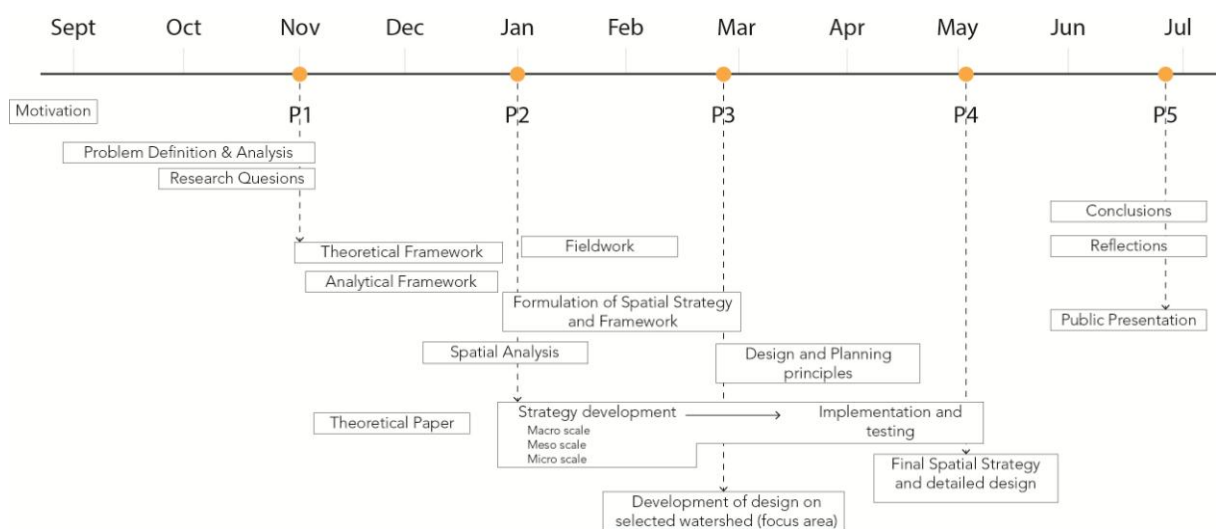 Sept Oct Nov Dec Jan Feb Mar Apr May Jun Jul
Motivation
P1 P2 P3 P4 P5
Problem Definition & Analysis
Research Quesions
Conclusions
Theoretical Framework
Fieldwork
Reflections
Analytical Framework
Formulation of Spatial Strategy
and Framework
Public Presentation
Spatial Analysis
Design and Planning
principles
Theoretical Paper
Strategy development
Macro scale
Meso scale
Micro scale
Implementation and
testing
Final Spatial Strategy
and detailed design
Development of design on
selected watershed (focus area)